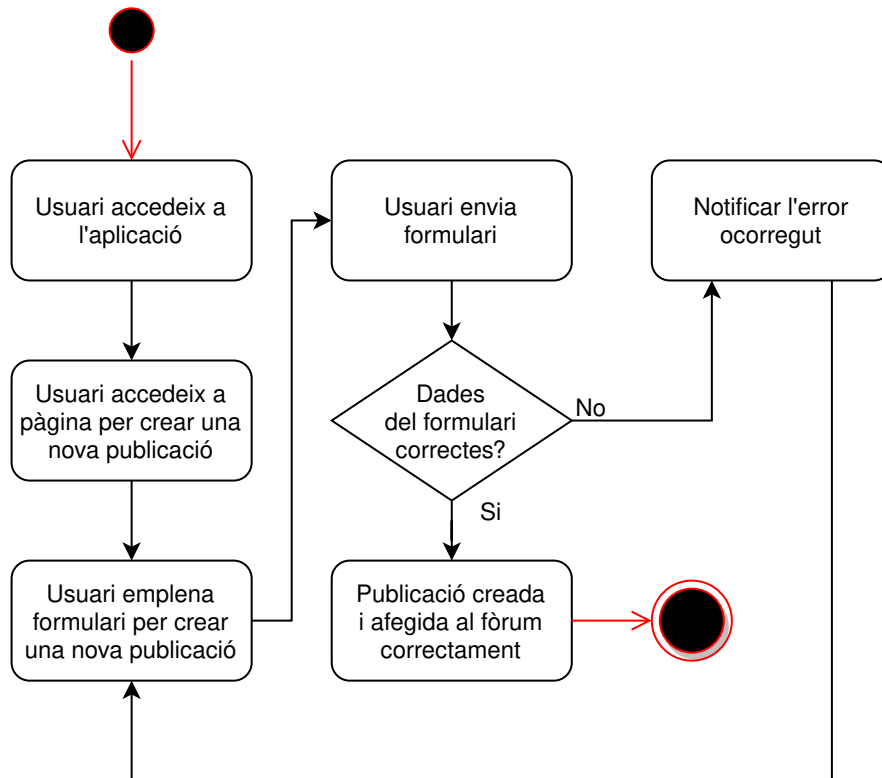 Usuari accedeix a
l'aplicació
Usuari accedeix a
pàgina per crear una
nova publicació
Usuari emplena
formulari per crear
una nova publicació
Usuari envia
formulari
Dades
del formulari
correctes?
No
Si
Publicació creada
i afegida al fòrum
correctament
Notificar l'error
ocorregut